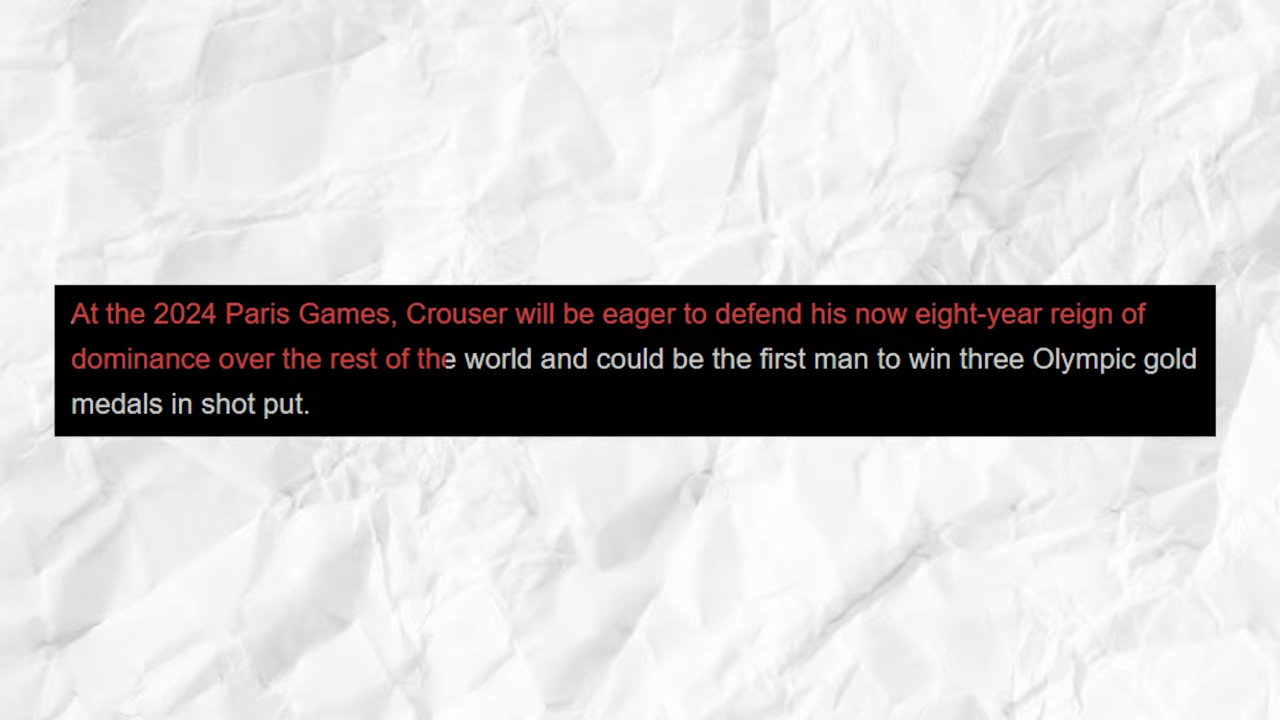 At the 2024 Paris Games, Crouser will be eager to defend his now eight-year reign of
dominance over the rest of the world and could be the first man to win three Olympic gold
medals in shot put.